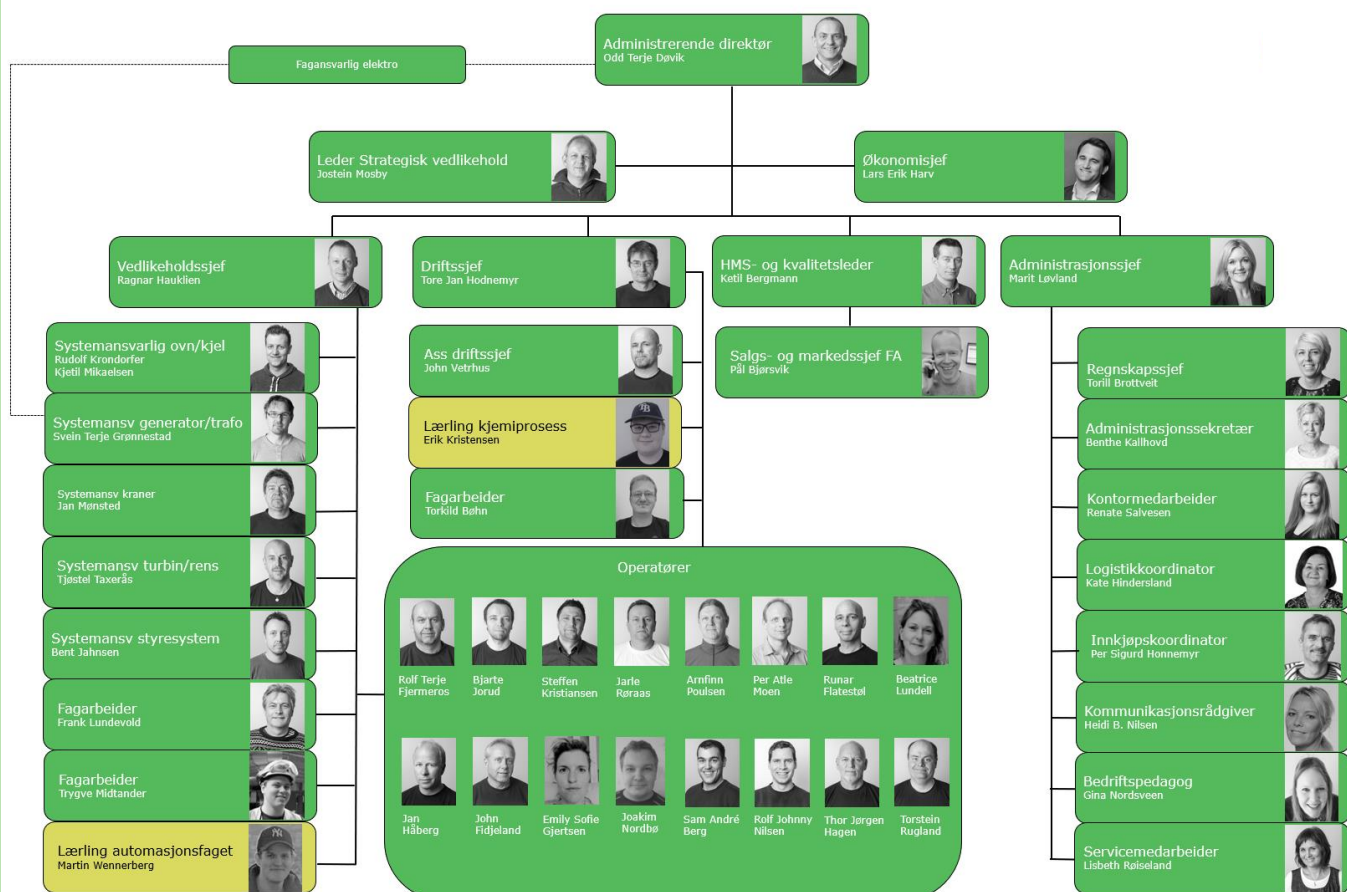 Administrerende direktør
Odd Terje Døvik
Fagansvarlig elektro
Leder Strategisk vedlikehold
Jostein Mosby
Økonomisjef
Lars Erik Harv
Vedlikeholdssjef
Ragnar Hauklien
Driftssjef
Tore Jan Hodnemyr
HMS- og kvalitetsleder
Ketil Bergmann
Administrasjonssjef
Marit Løvland
Systemansvarlig ovn/kjel
Rudolf Krondorfer
Kjetil Mikaelsen
Systemansv generator/trafo
Svein Terje Grønnestad
Systemansv kraner
Jan Mønsted
Systemansv turbin/rens
Tjøstel Taxerås
Systemansv styresystem
Bent Jahnsen
Fagarbeider
Frank Lundevold
Fagarbeider
Trygve Midtander
Lærling automasjonsfaget
Martin Wennerberg
Ass driftssjef
John Vetrhus
Lærling kjemiprosess
Erik Kristensen
Fagarbeider
Torkild Bøhn
Salgs- og markedssjef FA
Pål Bjørsvik
Operatører
Rolf Terje
Fjermeros
Bjarte
Jorud
Steffen
Kristiansen
Jarle
Røraas
Arnfinn
Poulsen
Per Atle
Moen
Runar
Flatestøl
Beatrice
Lundell
Jan
Håberg
John
Fidjeland
Emily Sofie
Gjertsen
Joakim
Nordbø
Sam André
Berg
Rolf Johnny
Nilsen
Thor Jørgen
Hagen
Torstein
Rugland
Regnskapssjef
Torill Brottveit
Administrasjonssekretær
Benthe Kallhovd
Kontormedarbeider
Renate Salvesen
Logistikkoordinator
Kate Hindersland
Innkjøpskoordinator
Per Sigurd Honnemyr
Kommunikasjonsrådgiver
Heidi B. Nilsen
Bedriftspedagog
Gina Nordsveen
Servicemedarbeider
Lisbeth Røiseland